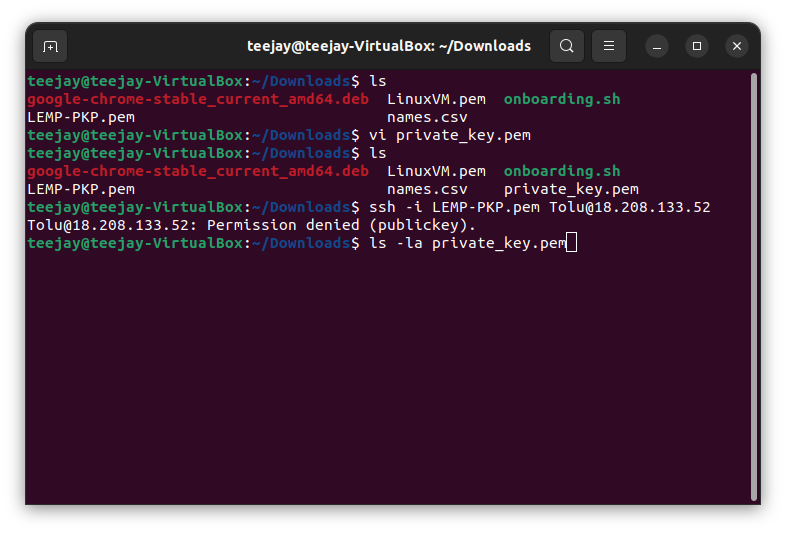 teejay@teejay-VirtualBox: ~/Downloads
teejay@teejay-VirtualBox:~/Downloads$ ls
google-chrome-stable_current_amd64.deb  LinuxVM.pem  onboarding.sh
LEMP-PKP.pem                            names.csv
teejay@teejay-VirtualBox:~/Downloads$ vi private_key.pem
teejay@teejay-VirtualBox:~/Downloads$ ls
google-chrome-stable_current_amd64.deb  LinuxVM.pem  onboarding.sh
LEMP-PKP.pem                            names.csv    private_key.pem
teejay@teejay-VirtualBox:~/Downloads$ ssh -i LEMP-PKP.pem Tolu@18.208.133.52
Tolu@18.208.133.52: Permission denied (publickey).
teejay@teejay-VirtualBox:~/Downloads$ ls -la private_key.pem